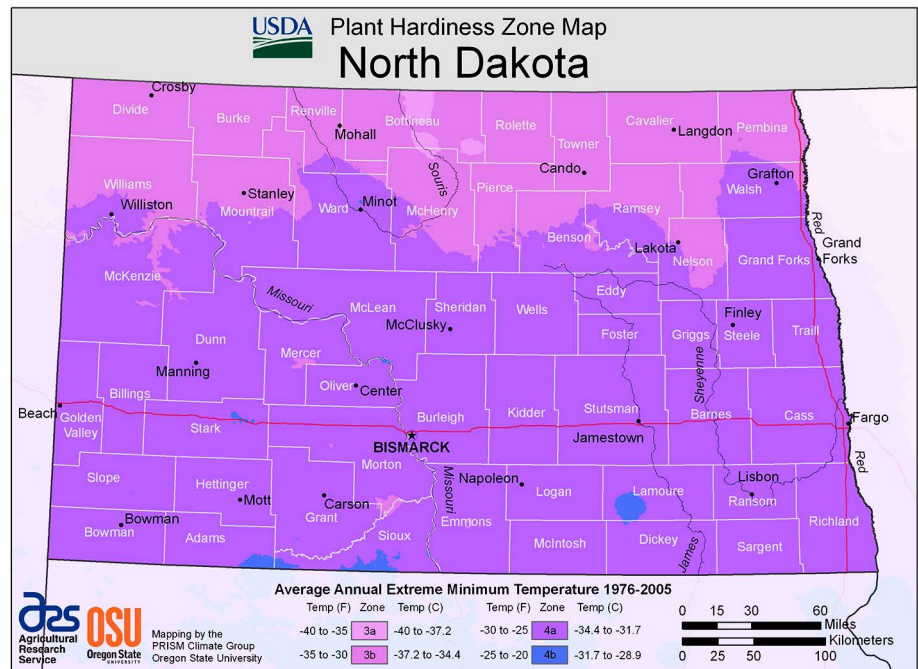 USDA
Plant Hardiness Zone Map
North Dakota
Crosby
Divide
Burke
Renville
Mohall
Bottineau
Rolette
Towner
Cavalier
Langdon
Pembina
Cando
Souris
Pierce
Williams
Williston
Stanley
Mountrail
Ward
Minot
McHenry
Ramsey
Walsh
Grafton
Benson
Lakota
Nelson
Red
Grand Forks
Grand
Forks
McKenzie
Missouri
McLean
Sheridan
Wells
Eddy
McClusky
Foster
Griggs
Finley
Steele
Traill
Dunn
Manning
Mercer
Oliver
Center
Sheyenne
Billings
Beach
Golden
Valley
Stark
Burleigh
Kidder
Stutsman
Jamestown
Barnes
Cass
Fargo
BISMARCK
Morton
Red
Slope
Hettinger
Mott
Carson
Grant
Missouri
Napoleon
Logan
Lamoure
Lisbon
Ransom
Bowman
Bowman
Adams
Sioux
Emmons
McIntosh
Dickey
James
Sargent
Richland
Average Annual Extreme Minimum Temperature 1976-2005
Temp (F) Zone Temp (C) Temp (F) Zone Temp (C)
-40 to -35 3a -40 to -37.2 -30 to -25 4a -34.4 to -31.7
-35 to -30 3b -37.2 to -34.4 -25 to -20 4b -31.7 to -28.9
0 15 30 60
Miles
Kilometers
0 25 50 100
ars
Agricultural
Research
Service
OSU
Oregon State
UNIVERSITY
Mapping by the
PRISM Climate Group
Oregon State University